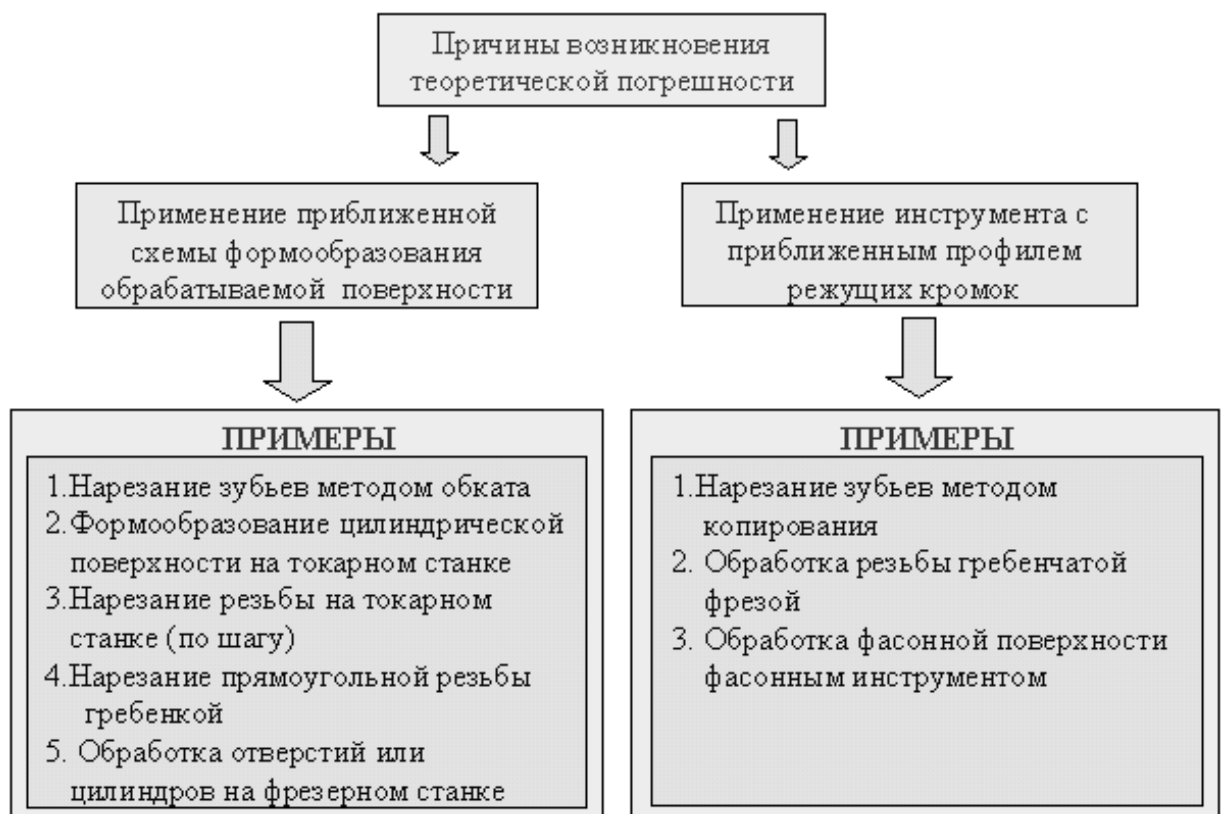 Причины возникновения
теоретической погрешности
Применение приближенной
схемы формообразования
обрабатываемой поверхности
Применение инструмента с
приближенным профилем
режущих кромок
ПРИМЕРЫ
1.Нарезание зубьев методом обката
2.Формообразование цилиндрической
поверхности на токарном станке
3.Нарезание резьбы на токарном
станке (по шагу)
4.Нарезание прямоугольной резьбы
гребенкой
5. Обработка отверстий или
цилиндров на фрезерном станке
ПРИМЕРЫ
1.Нарезание зубьев методом
копирования
2. Обработка резьбы гребенчатой
фрезой
3. Обработка фасонной поверхности
фасонным инструментом